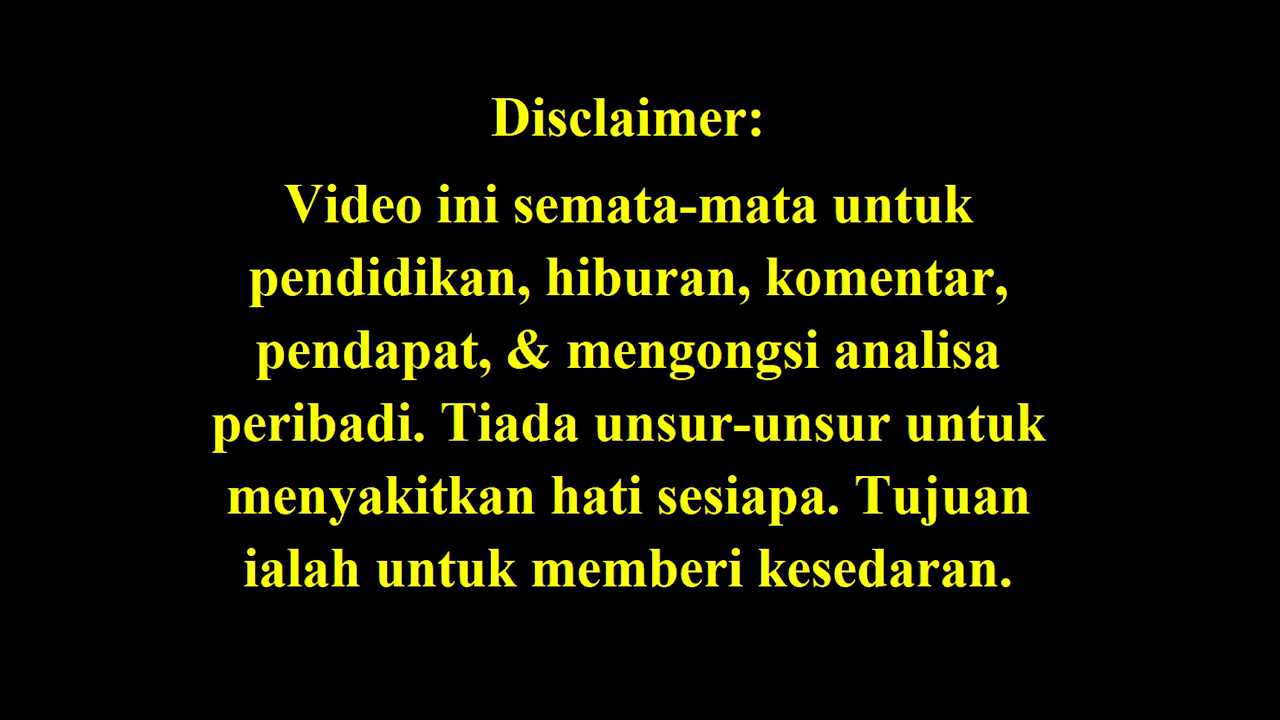 Disclaimer:
Video ini semata-mata untuk
pendidikan, hiburan, komentar,
pendapat, & mengongsi analisa
peribadi. Tiada unsur-unsur untuk
menyakitkan hati sesiapa. Tujuan
ialah untuk memberi kesedaran.